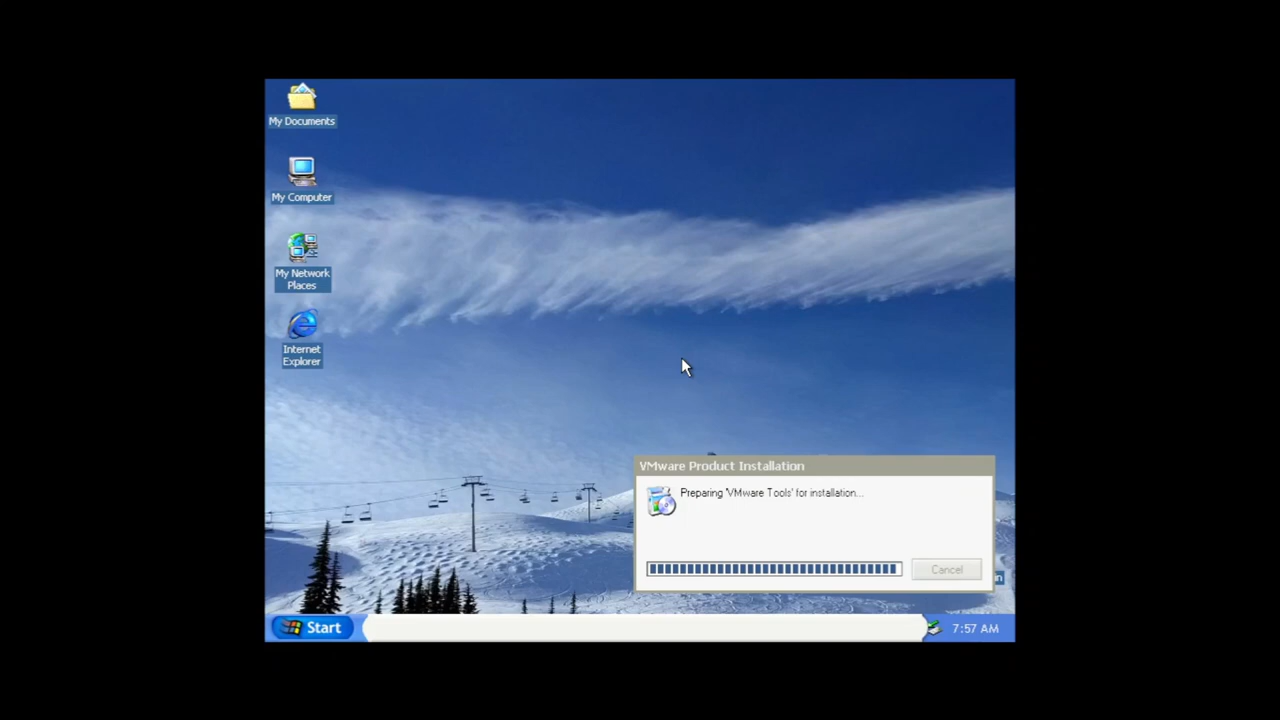 My Documents
My Computer
My Network
Places
Internet
Explorer
VMware Product Installation
Preparing 'VMware Tools' for installation...
Cancel
Start
7:57 AM